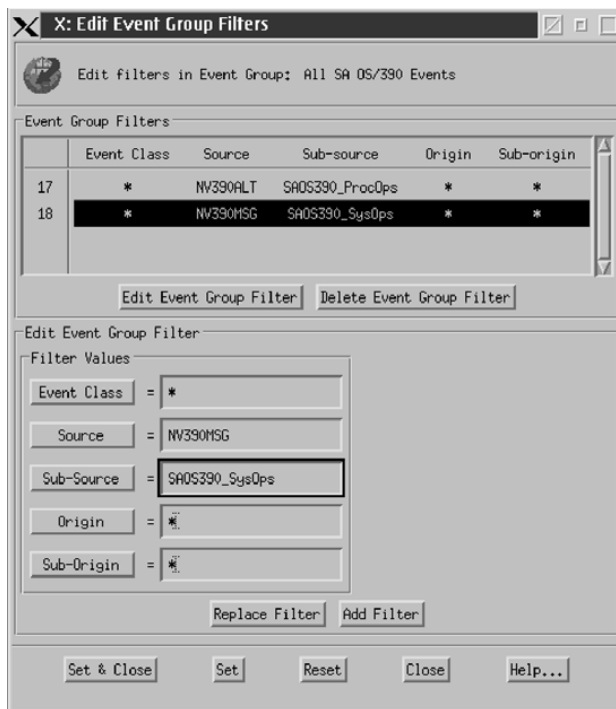 X: Edit Event Group Filters
Edit filters in Event Group: All SA OS/390 Events
Event Group Filters
Event Class Source Sub-source Origin Sub-origin
17 * NV390ALT SAOS390_ProcOps * *
18 * NV390MSG SAOS390_SysOps * *
Edit Event Group Filter Delete Event Group Filter
Edit Event Group Filter
Filter Values
Event Class = *
Source = NV390MSG
Sub-Source = SAOS390_SysOps
Origin = *
Sub-Origin = *
Replace Filter Add Filter
Set & Close Set Reset Close Help...